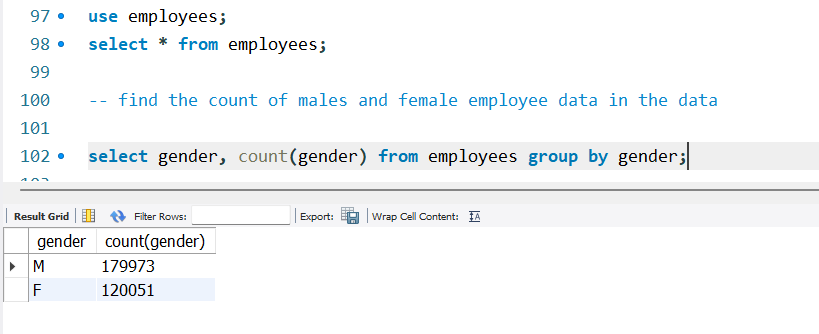 97 use employees;
98 select * from employees;
99
100 -- find the count of males and female employee data in the data
101
102 select gender, count(gender) from employees group by gender;
Result Grid Filter Rows: Export: Wrap Cell Content:
gender count(gender)
M 179973
F 120051